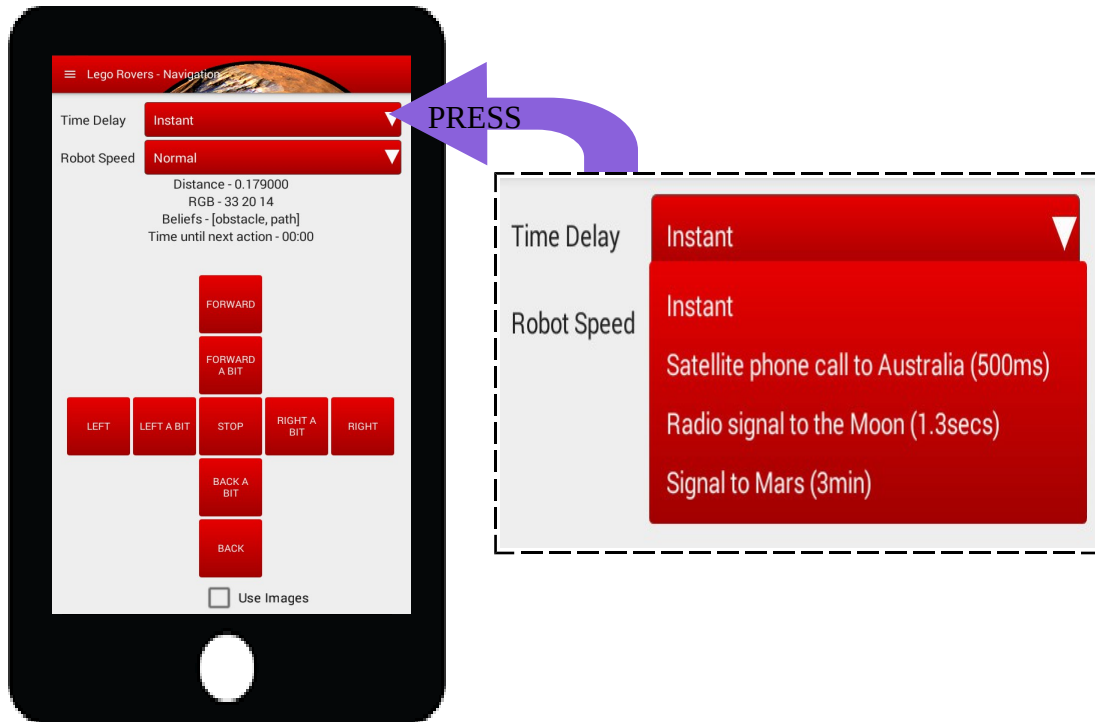 Lego Rovers - Navigation
Time Delay Instant
Robot Speed Normal
Distance - 0.179000
RGB - 33 20 14
Beliefs - [obstacle, path]
Time until next action - 00:00
FORWARD
FORWARD
A BIT
LEFT LEFT A BIT STOP RIGHT A
BIT RIGHT
BACK A
BIT
BACK
Use Images
PRESS
Time Delay Instant
Robot Speed
Instant
Satellite phone call to Australia (500ms)
Radio signal to the Moon (1.3secs)
Signal to Mars (3min)